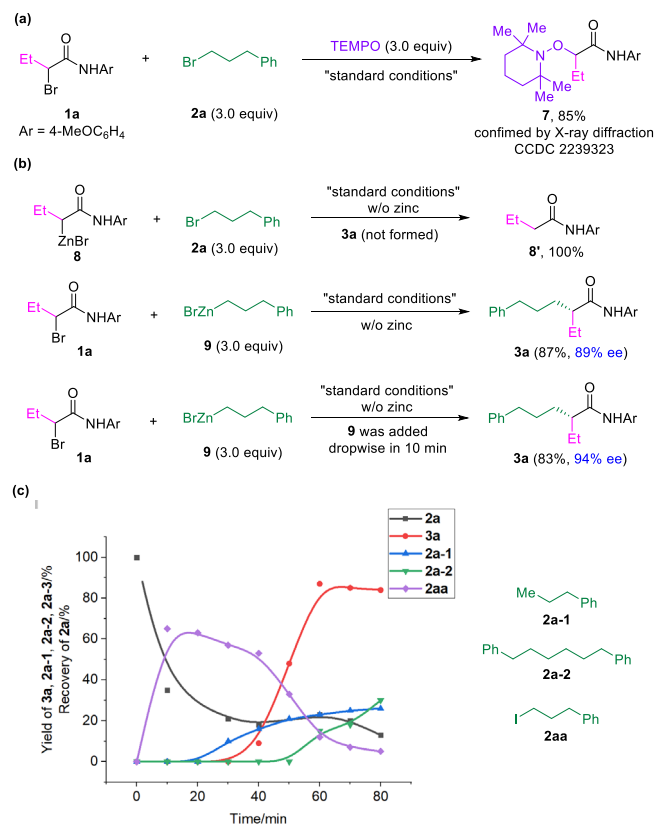 (a)
Et
O
NHAr
Br
1a
Ar = 4-MeOC6H4
+
Br
Ph
2a (3.0 equiv)
TEMPO (3.0 equiv)
"standard conditions"
Me
Me
N
O
O
NHAr
Et
Me
Me
7, 85%
confimed by X-ray diffraction
CCDC 2239323
(b)
Et
O
NHAr
ZnBr
8
+
Br
Ph
2a (3.0 equiv)
"standard conditions"
w/o zinc
3a (not formed)
Et
O
NHAr
8', 100%
Et
O
NHAr
Br
1a
+
BrZn
Ph
9 (3.0 equiv)
"standard conditions"
w/o zinc
Ph
O
NHAr
Et
3a (87%, 89% ee)
Et
O
NHAr
Br
1a
+
BrZn
Ph
9 (3.0 equiv)
"standard conditions"
w/o zinc
9 was added
dropwise in 10 min
Ph
O
NHAr
Et
3a (83%, 94% ee)
(c)
2a
3a
2a-1
2a-2
2aa
Yield of 3a, 2a-1, 2a-2, 2a-3/%
Recovery of 2a/%
100
80
60
40
20
0
0
20
40
60
80
Time/min
Me
Ph
2a-1
Ph
Ph
2a-2
I
Ph
2aa